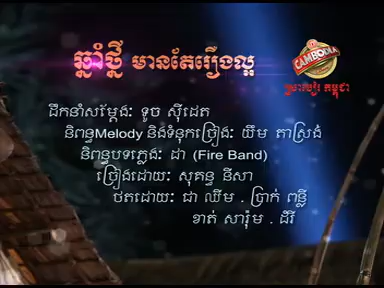 ឆ្នាំថ្មី មានតែរឿងល្អ
CAMBODIA
ស្រាបៀរ កម្ពុជា
ដឹកនាំសម្តែង: ទូច ស៊ីដេត
និពន្ធMelody និងទំនុកច្រៀង: យឹម តាស្រង់
និពន្ធបទភ្លេង: ដា (Fire Band)
ច្រៀងដោយ: សុគន្ធ នីសា
ថតដោយ: ជា ឈឹម . ប្រាក់ ពន្លឺ
ខាត់ សារ៉ុម . ដីរី